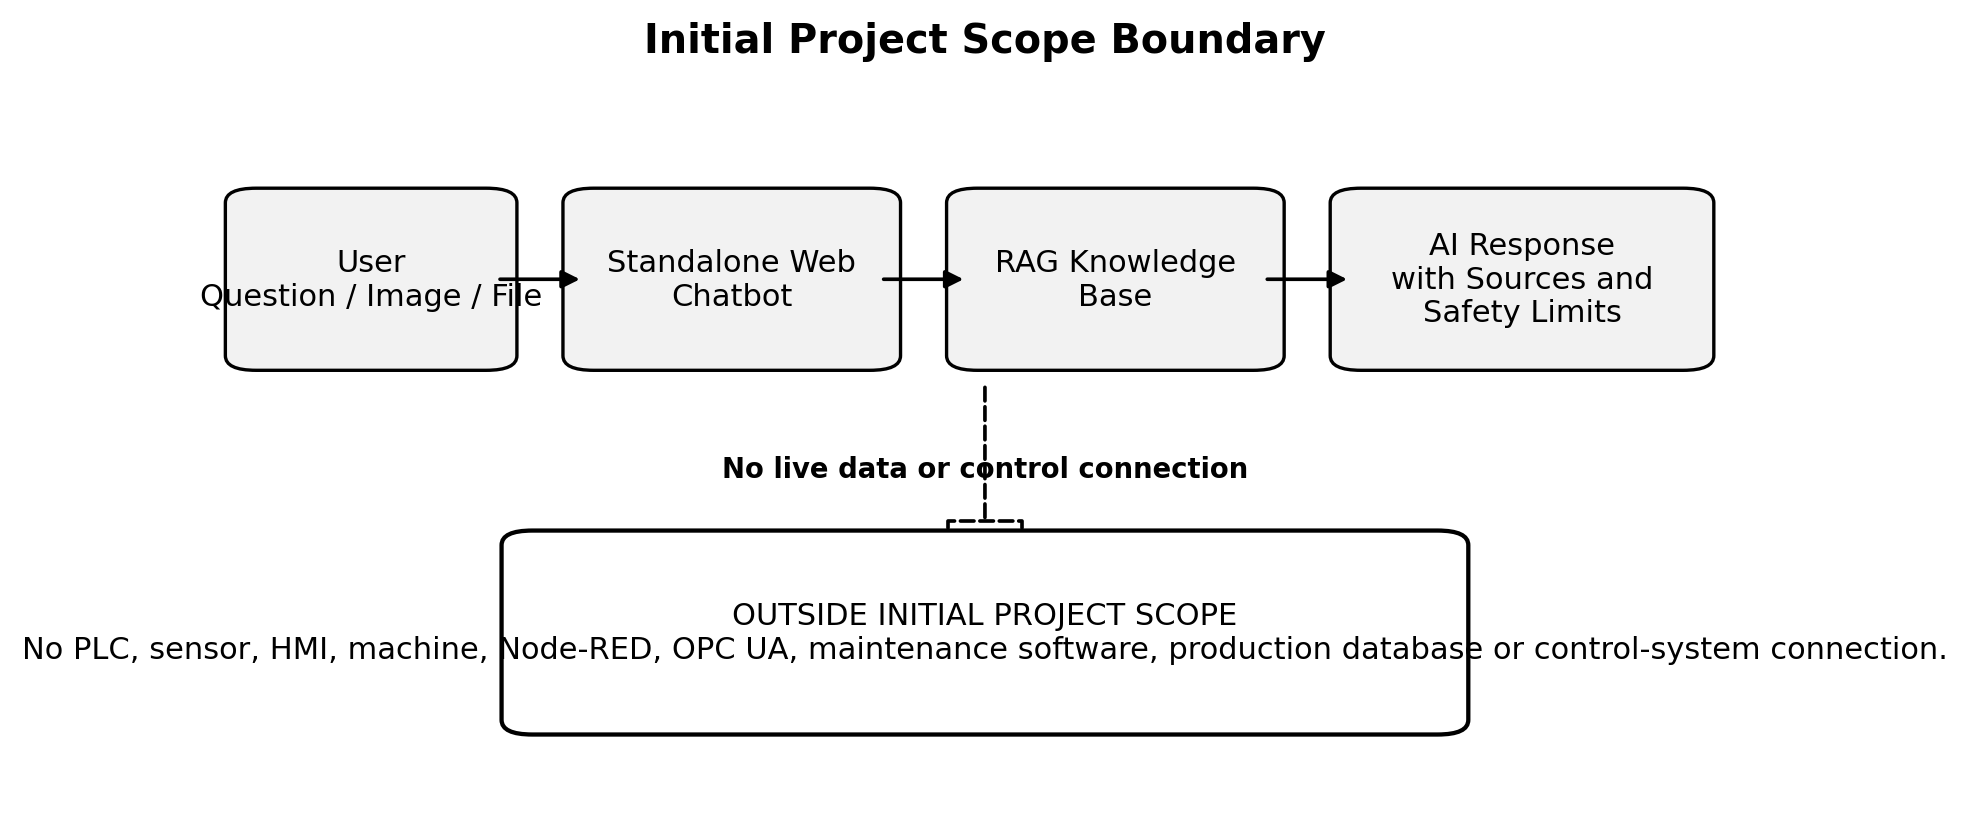 Initial Project Scope Boundary
User
Question / Image / File
Standalone Web
Chatbot
RAG Knowledge
Base
AI Response
with Sources and
Safety Limits
No live data or control connection
OUTSIDE INITIAL PROJECT SCOPE
No PLC, sensor, HMI, machine, Node-RED, OPC UA, maintenance software, production database or control-system connection.